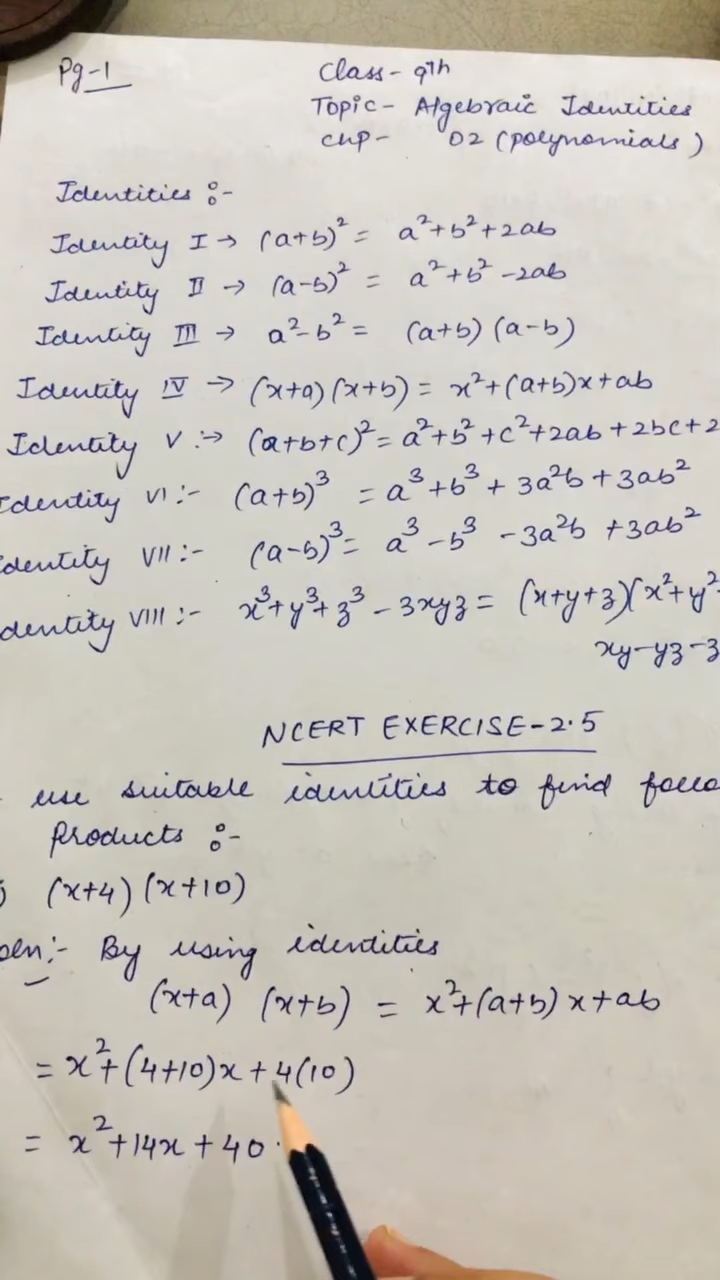 Pg-1
Class- 9th
Topic- Algebraic Identities
CHP- 02 (polynomials)
Identities :-
Identity I → (a+b)² = a²+b²+2ab
Identity II → (a-b)² = a²+b²-2ab
Identity III → a²-b² = (a+b) (a-b)
Identity IV → (x+a) (x+b) = x²+(a+b)x+ab
Identity V :→ (a+b+c)² = a²+b²+c²+2ab+2bc+2
Identity VI :- (a+b)³ = a³+b³+3a²b+3ab²
dentity VII :- (a-b)³ = a³-b³-3a²b+3ab²
dentity VIII :- x³+y³+z³-3xyz = (x+y+z)(x²+y²
xy-yz-z
NCERT EXERCISE-2.5
use suitable identities to find
products :-
) (x+4) (x+10)
By using identities
(x+a) (x+b) = x²+(a+b)x+ab
= x²+(4+10)x+4(10)
= x²+14x+40.